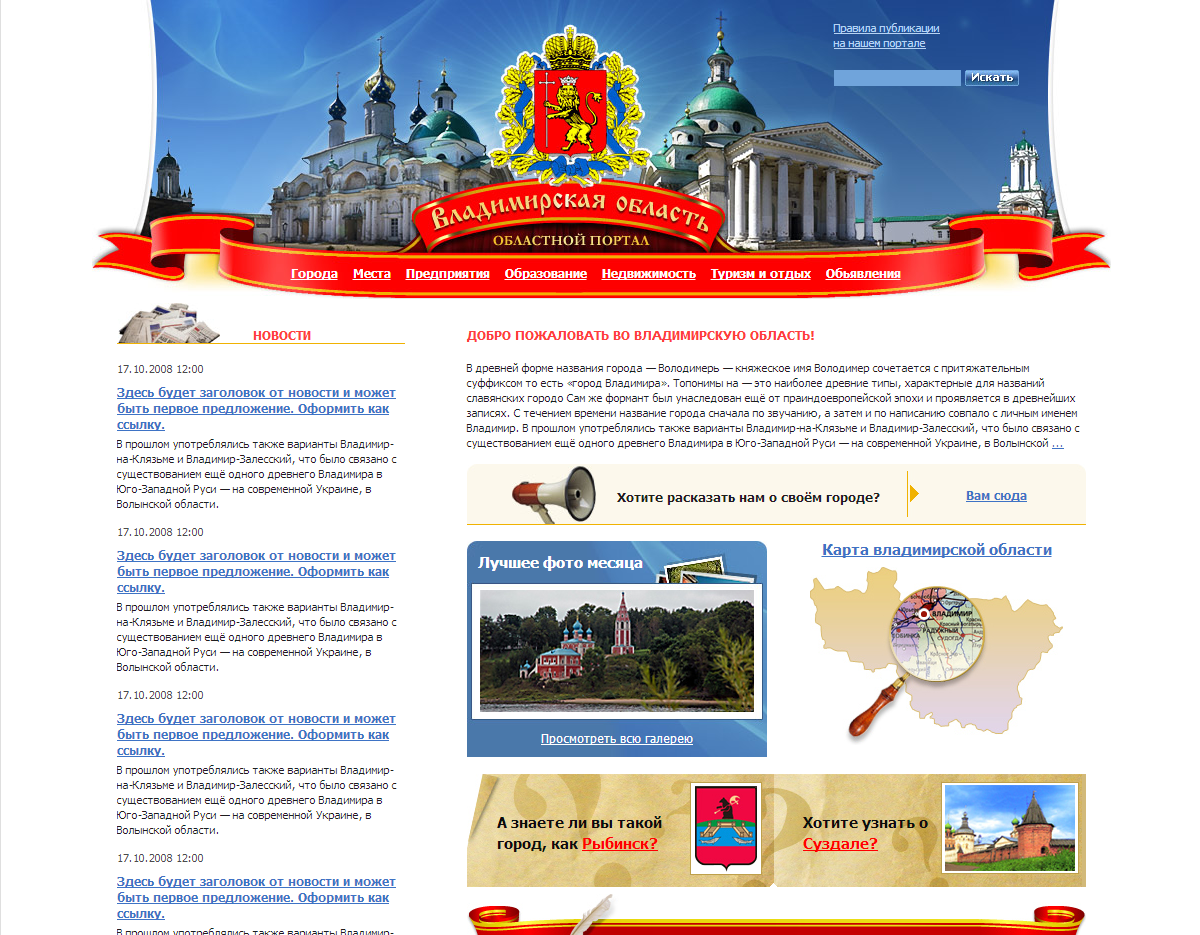 Правила публикации
на нашем портале
Искать
Владимирская область
ОБЛАСТНОЙ ПОРТАЛ
Города Места Предприятия Образование Недвижимость Туризм и отдых Обьявления
НОВОСТИ
17.10.2008 12:00
Здесь будет заголовок от новости и может
быть первое предложение. Оформить как
ссылку.
В прошлом употреблялись также варианты Владимир-
на-Клязьме и Владимир-Залесский, что было связано с
существованием ещё одного древнего Владимира в
Юго-Западной Руси — на современной Украине, в
Волынской области.
17.10.2008 12:00
Здесь будет заголовок от новости и может
быть первое предложение. Оформить как
ссылку.
В прошлом употреблялись также варианты Владимир-
на-Клязьме и Владимир-Залесский, что было связано с
существованием ещё одного древнего Владимира в
Юго-Западной Руси — на современной Украине, в
Волынской области.
17.10.2008 12:00
Здесь будет заголовок от новости и может
быть первое предложение. Оформить как
ссылку.
В прошлом употреблялись также варианты Владимир-
на-Клязьме и Владимир-Залесский, что было связано с
существованием ещё одного древнего Владимира в
Юго-Западной Руси — на современной Украине, в
Волынской области.
17.10.2008 12:00
Здесь будет заголовок от новости и может
быть первое предложение. Оформить как
ссылку.
В прошлом употреблялись также варианты Владимир-
ДОБРО ПОЖАЛОВАТЬ ВО ВЛАДИМИРСКУЮ ОБЛАСТЬ!
В древней форме названия города — Володимерь — княжеское имя Володимер сочетается с притяжательным
суффиксом то есть «город Владимира». Топонимы на — это наиболее древние типы, характерные для названий
славянских городо Сам же формант был унаследован ещё от праиндоевропейской эпохи и проявляется в древнейших
записях. С течением времени название города сначала по звучанию, а затем и по написанию совпало с личным именем
Владимир. В прошлом употреблялись также варианты Владимир-на-Клязьме и Владимир-Залесский, что было связано с
существованием ещё одного древнего Владимира в Юго-Западной Руси — на современной Украине, в Волынской ...
Хотите расказать нам о своём городе?
Вам сюда
Лучшее фото месяца
Просмотреть всю галерею
Карта владимирской области
ВЛАДИМИР
РАДУЖНЫЙ
СУДОГДА
А знаете ли вы такой
город, как Рыбинск?
Хотите узнать о
Суздале?